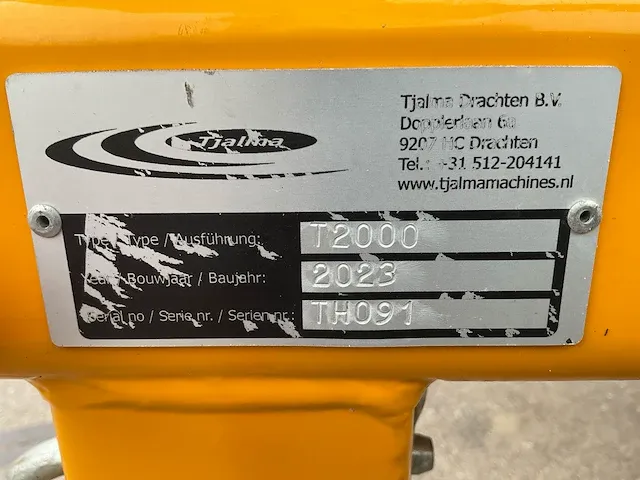 Tjalma
Tjalma Drachten B.V.
Dopplerlaan 6a
9207 HC Drachten
Tel.: +31 512-204141
www.tjalmamachines.nl
Type / Type / Ausführung: T2000
Year / Bouwjaar / Baujahr: 2023
Serial no / Serie nr. / Serien nr.: TH091